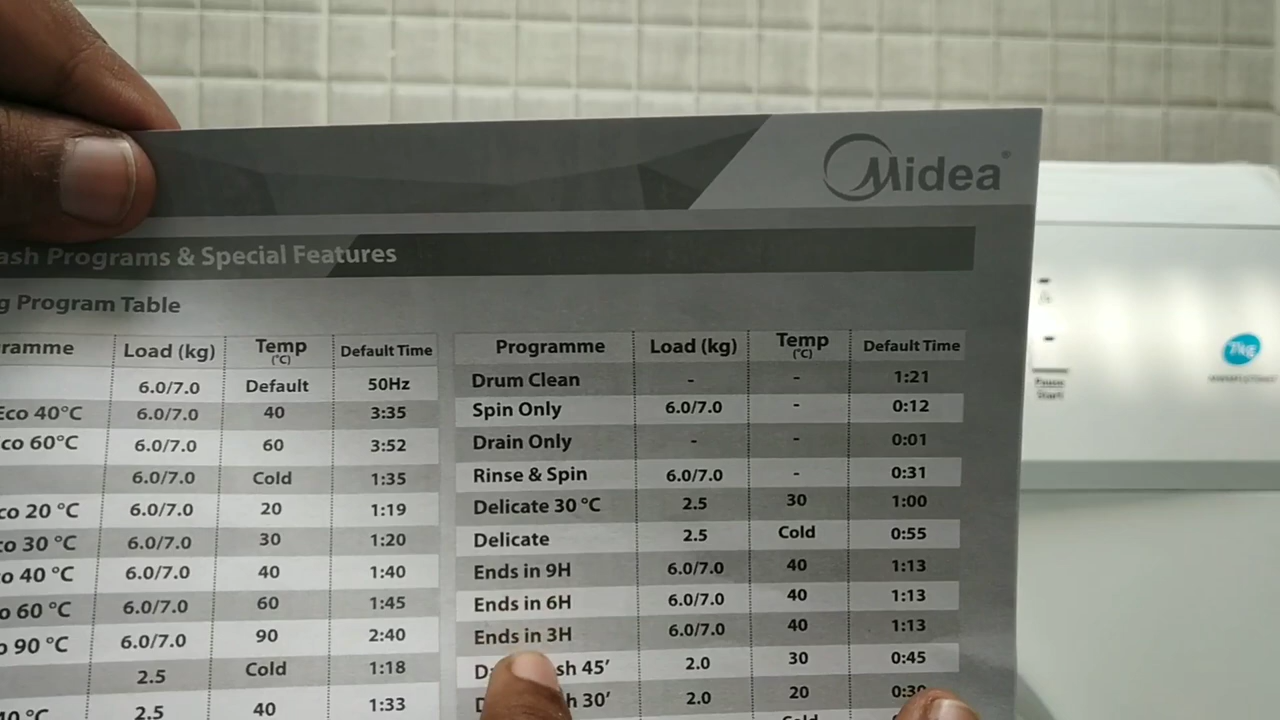 Midea®
Programs & Special Features
Program Table
Load (kg) Temp (°C) Default Time
6.0/7.0 Default 50Hz
Eco 40°C 6.0/7.0 40 3:35
60°C 6.0/7.0 60 3:52
6.0/7.0 Cold 1:35
20 °C 6.0/7.0 20 1:19
30 °C 6.0/7.0 30 1:20
40 °C 6.0/7.0 40 1:40
60 °C 6.0/7.0 60 1:45
90 °C 6.0/7.0 90 2:40
2.5 Cold 1:18
2.5 40 1:33
Programme Load (kg) Temp (°C) Default Time
Drum Clean - - 1:21
Spin Only 6.0/7.0 - 0:12
Drain Only - - 0:01
Rinse & Spin 6.0/7.0 - 0:31
Delicate 30 °C 2.5 30 1:00
Delicate 2.5 Cold 0:55
Ends in 9H 6.0/7.0 40 1:13
Ends in 6H 6.0/7.0 40 1:13
Ends in 3H 6.0/7.0 40 1:13
45′ 2.0 30 0:45
30′ 2.0 20 0:30
7kg
Pause
Start